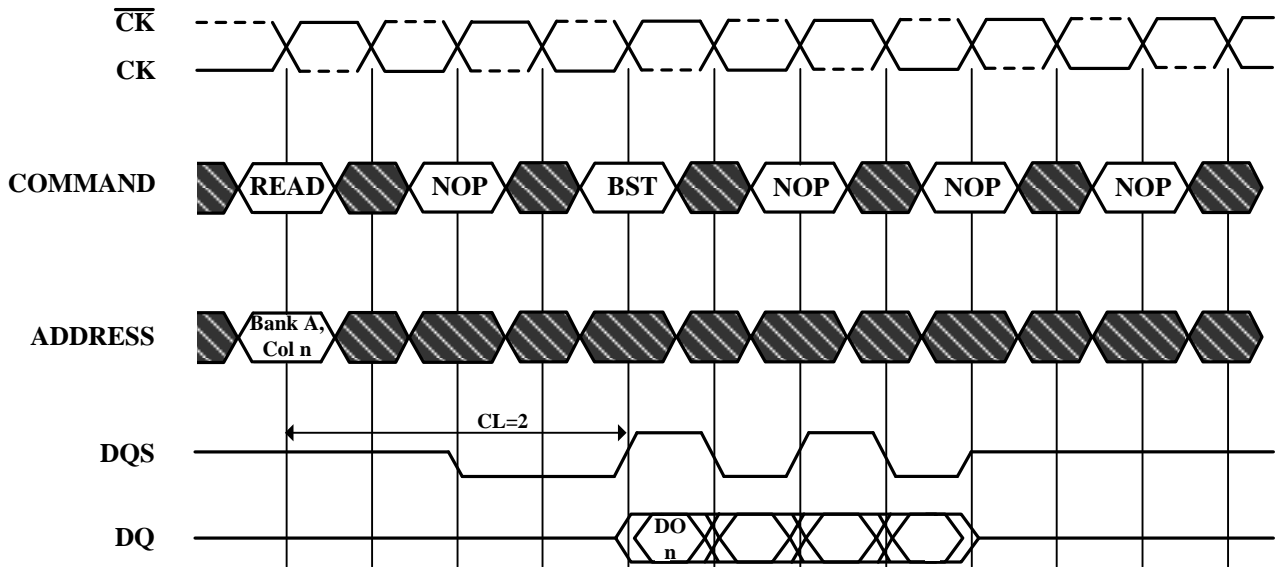 CK
CK
COMMAND
READ NOP BST NOP NOP NOP
ADDRESS
Bank A,
Col n
CL=2
DQS
DQ
DO
n